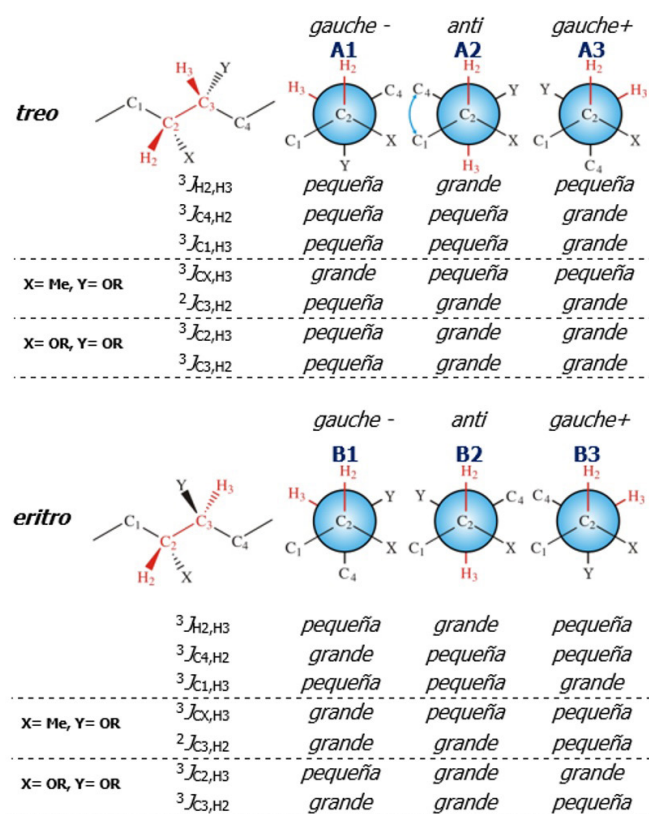 gauche - anti gauche+
A1 A2 A3
treo
H3 Y C1 C3 C2 C4 H2 X
H2 H3 C4 C2 C1 X Y
H2 C4 Y C2 C1 X H3
H2 Y H3 C2 C1 X C4
³JH2,H3 pequeña grande pequeña
³JC4,H2 pequeña pequeña grande
³JC1,H3 pequeña pequeña grande
X= Me, Y= OR ³JCX,H3 grande pequeña pequeña
²JC3,H2 pequeña grande grande
X= OR, Y= OR ³JC2,H3 pequeña grande grande
³JC3,H2 pequeña grande grande
gauche - anti gauche+
B1 B2 B3
eritro
Y H3 C1 C3 C2 C4 H2 X
H2 H3 Y C2 C1 X C4
H2 Y C4 C2 C1 X H3
H2 C4 H3 C2 C1 X Y
³JH2,H3 pequeña grande pequeña
³JC4,H2 grande pequeña pequeña
³JC1,H3 pequeña pequeña grande
X= Me, Y= OR ³JCX,H3 grande pequeña pequeña
²JC3,H2 grande grande pequeña
X= OR, Y= OR ³JC2,H3 pequeña grande grande
³JC3,H2 grande grande pequeña